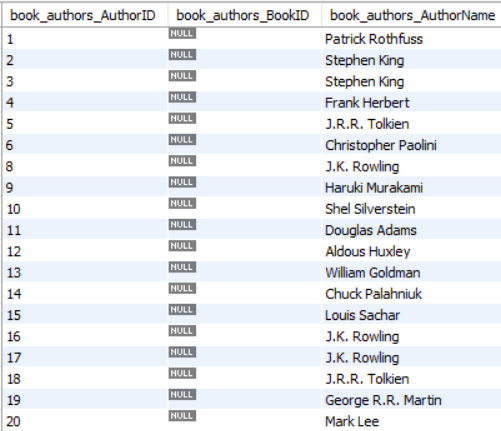 book_authors_AuthorID book_authors_BookID book_authors_AuthorName
1 NULL Patrick Rothfuss
2 NULL Stephen King
3 NULL Stephen King
4 NULL Frank Herbert
5 NULL J.R.R. Tolkien
6 NULL Christopher Paolini
8 NULL J.K. Rowling
9 NULL Haruki Murakami
10 NULL Shel Silverstein
11 NULL Douglas Adams
12 NULL Aldous Huxley
13 NULL William Goldman
14 NULL Chuck Palahniuk
15 NULL Louis Sachar
16 NULL J.K. Rowling
17 NULL J.K. Rowling
18 NULL J.R.R. Tolkien
19 NULL George R.R. Martin
20 NULL Mark Lee